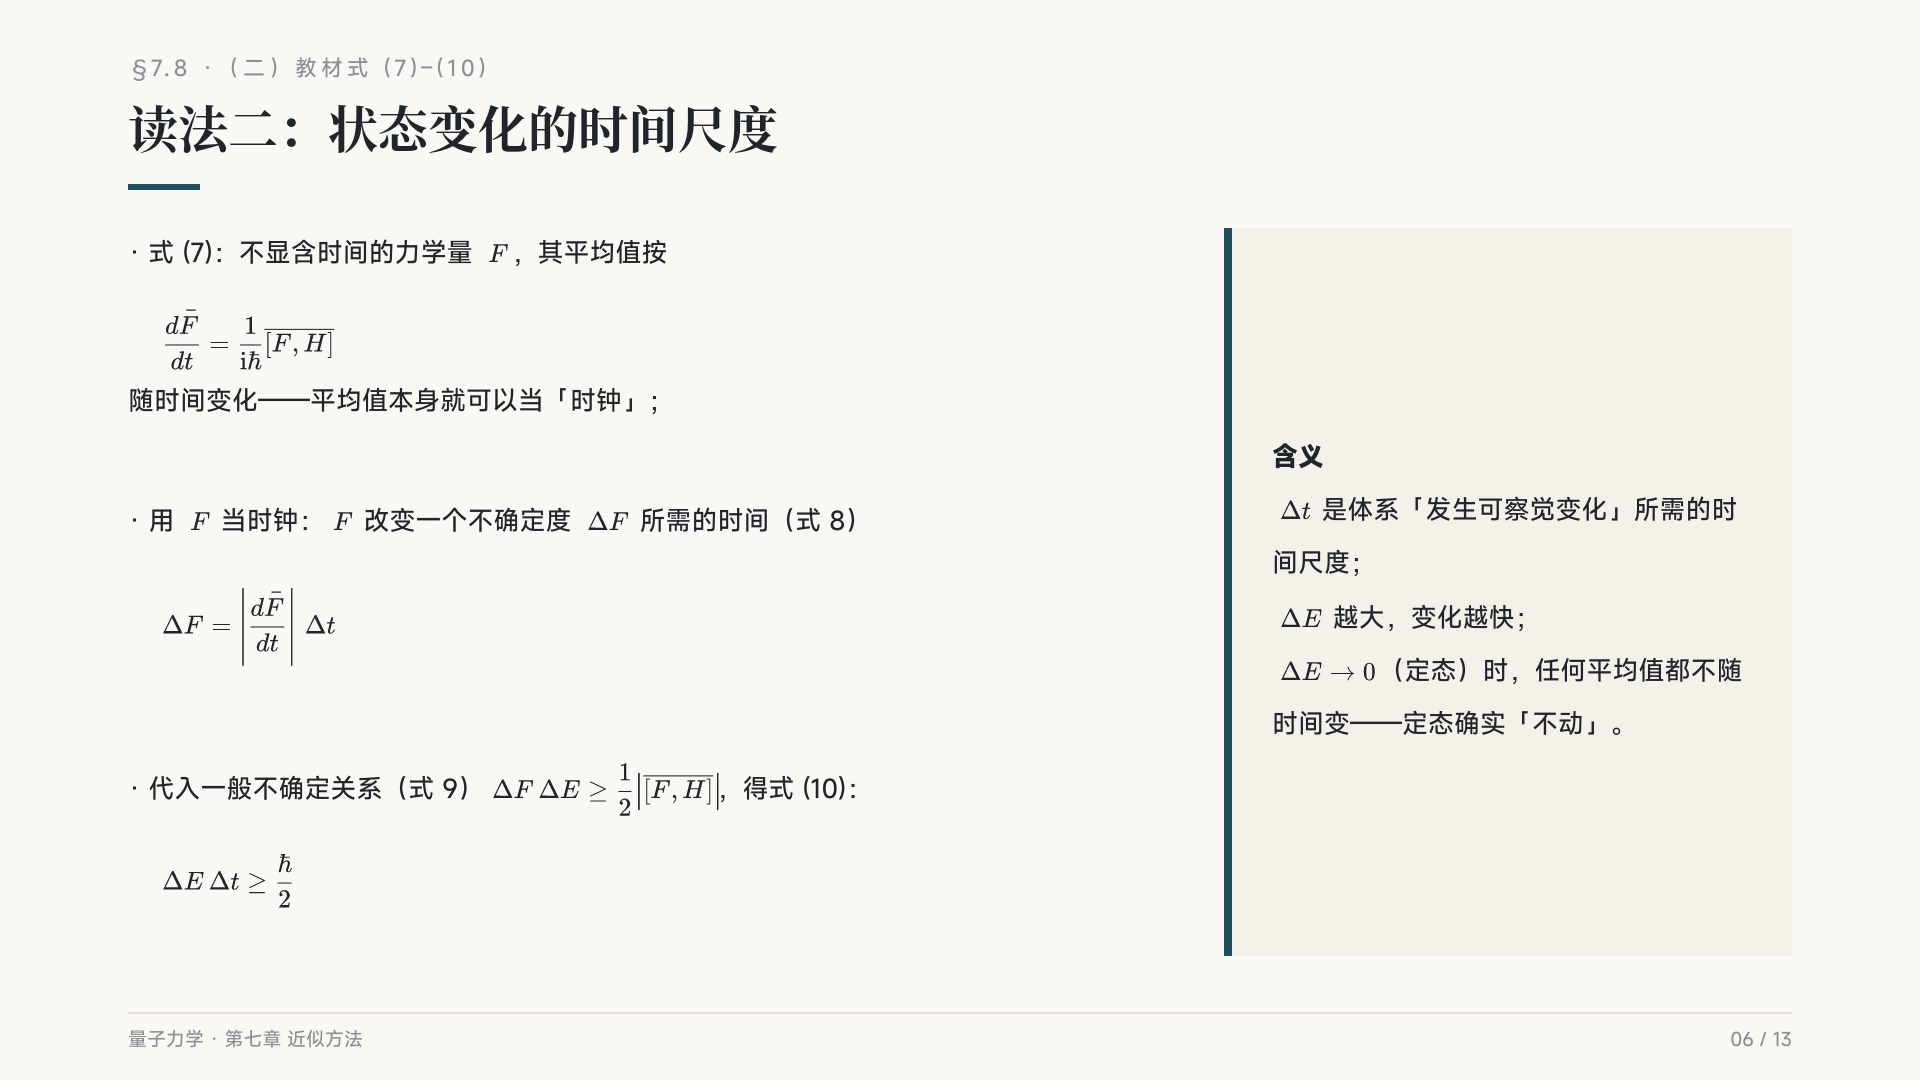 §7.8 · （二）教材式 (7)–(10)
读法二：状态变化的时间尺度
· 式 (7)：不显含时间的力学量 F，其平均值按
dF̄/dt = 1/iħ \overline{[F, H]}
随时间变化——平均值本身就可以当「时钟」；
· 用 F 当时钟： F 改变一个不确定度 ΔF 所需的时间（式 8）
ΔF = |dF̄/dt| Δt
· 代入一般不确定关系（式 9） ΔF ΔE ≥ 1/2 |\overline{[F, H]}|，得式 (10)：
ΔE Δt ≥ ħ/2
含义
Δt 是体系「发生可察觉变化」所需的时
间尺度；
ΔE 越大，变化越快；
ΔE → 0（定态）时，任何平均值都不随
时间变——定态确实「不动」。
量子力学 · 第七章 近似方法
06 / 13